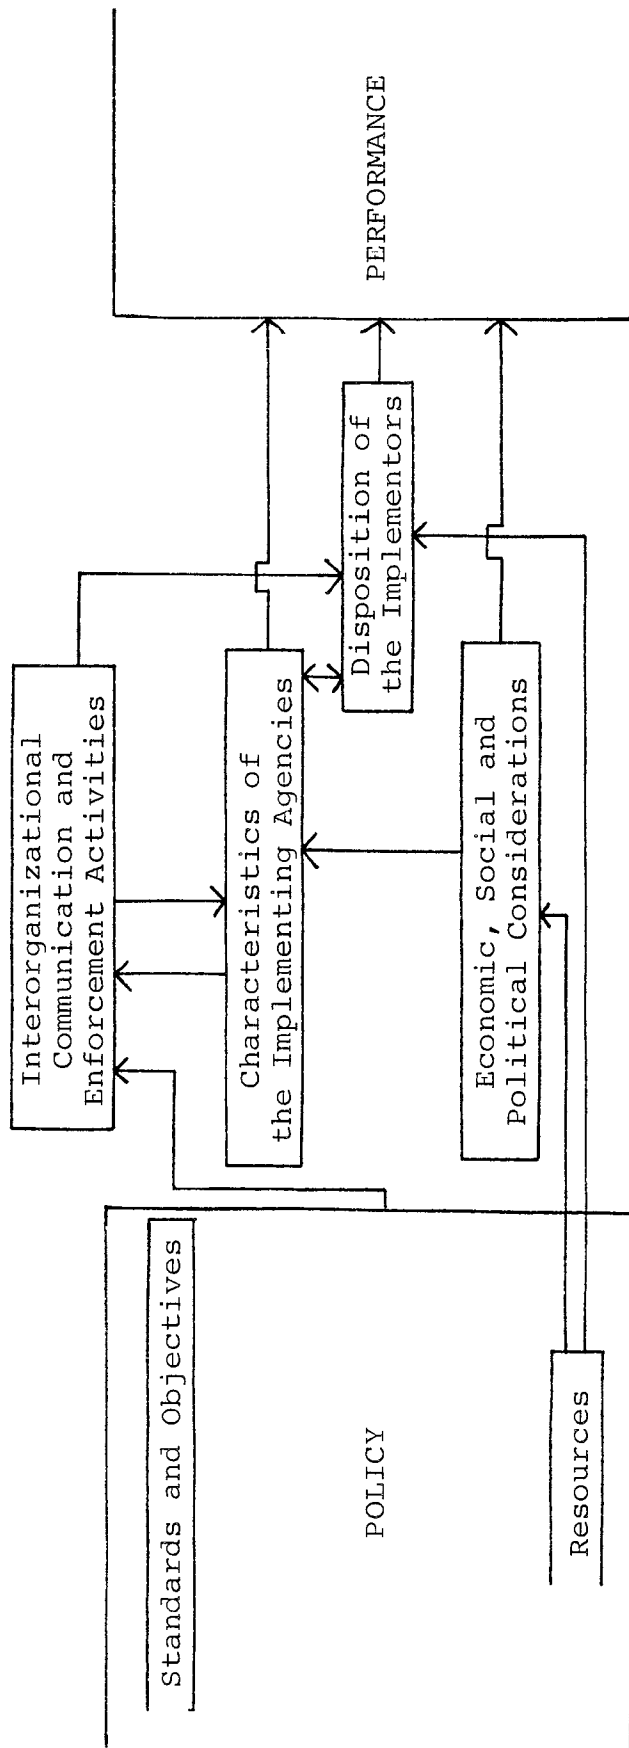 Standards and Objectives
POLICY
Resources
Interorganizational
Communication and
Enforcement Activities
Characteristics of
the Implementing Agencies
Economic, Social and
Political Considerations
Disposition of
the Implementors
PERFORMANCE